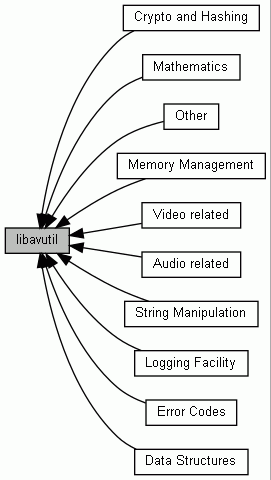 Crypto and Hashing
Mathematics
Other
Memory Management
Video related
libavutil
Audio related
String Manipulation
Logging Facility
Error Codes
Data Structures